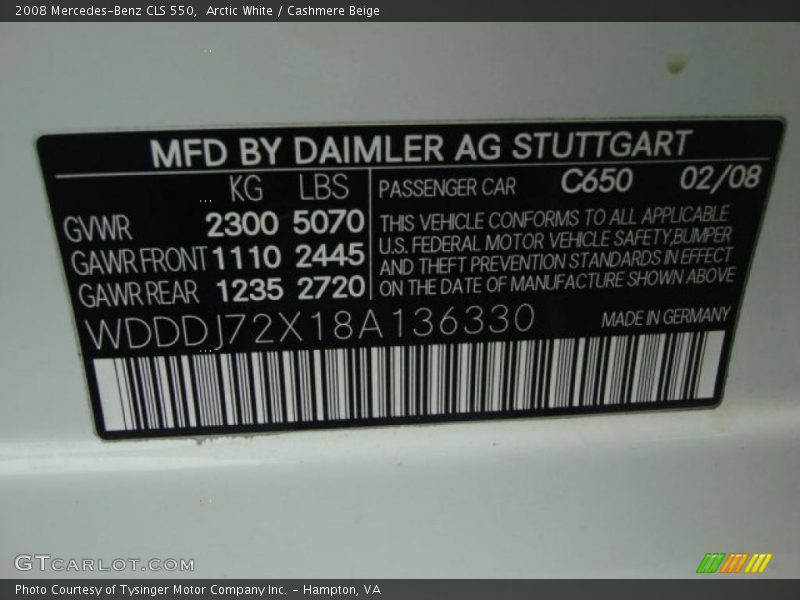 2008 Mercedes-Benz CLS 550, Arctic White / Cashmere Beige
MFD BY DAIMLER AG STUTTGART
KG LBS
GVWR 2300 5070
GAWR FRONT 1110 2445
GAWR REAR 1235 2720
PASSENGER CAR C650 02/08
THIS VEHICLE CONFORMS TO ALL APPLICABLE
U.S. FEDERAL MOTOR VEHICLE SAFETY,BUMPER
AND THEFT PREVENTION STANDARDS IN EFFECT
ON THE DATE OF MANUFACTURE SHOWN ABOVE
WDDDJ72X18A136330
MADE IN GERMANY
GTCARLOT.COM
Photo Courtesy of Tysinger Motor Company Inc. - Hampton, VA